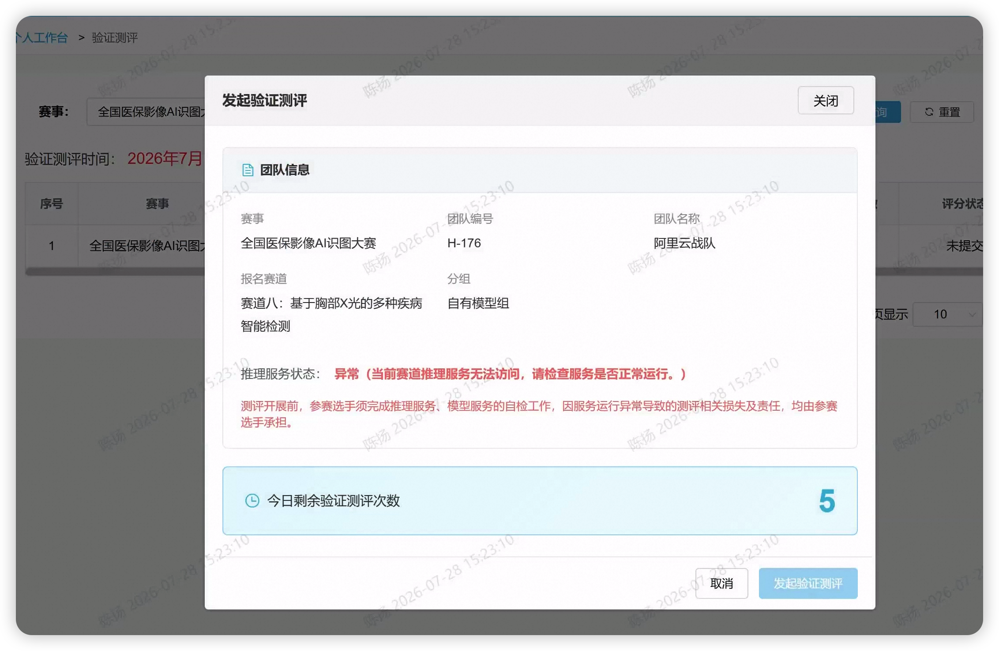 个人工作台 > 验证测评
赛事：
全国医保影像AI识图大
询
重置
验证测评时间：
2026年7月
序号
赛事
评分状态
1
全国医保影像AI识图大
未提交
页显示
10
发起验证测评
关闭
团队信息
赛事
团队编号
团队名称
全国医保影像AI识图大赛
H-176
阿里云战队
报名赛道
分组
赛道八：基于胸部X光的多种疾病
自有模型组
智能检测
推理服务状态：
异常（当前赛道推理服务无法访问，请检查服务是否正常运行。）
测评开展前，参赛选手须完成推理服务、模型服务的自检工作，因服务运行异常导致的测评相关损失及责任，均由参赛
选手承担。
今日剩余验证测评次数
5
取消
发起验证测评
陈扬 2026-07-28 15:23:10